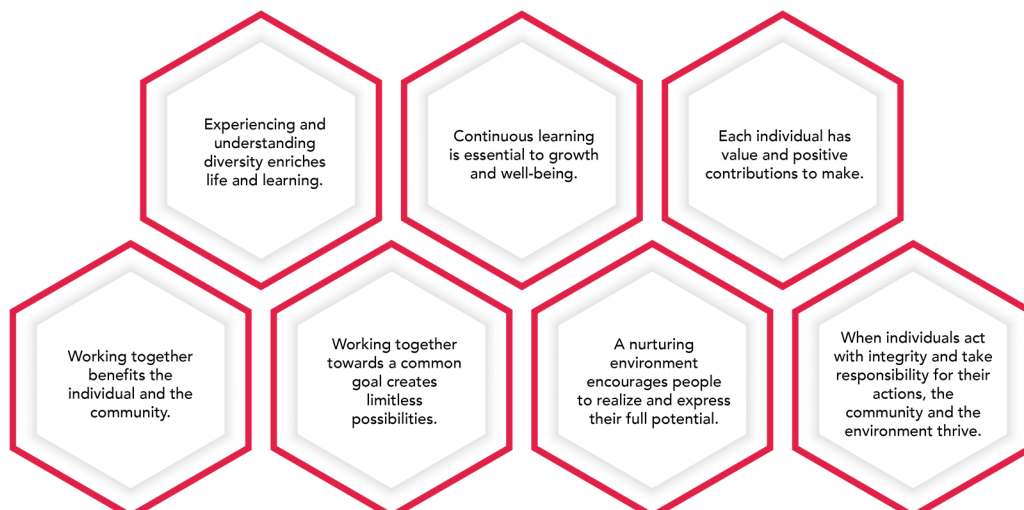 Experiencing and
understanding
diversity enriches
life and learning.
Continuous learning
is essential to growth
and well-being.
Each individual has
value and positive
contributions to make.
Working together
benefits the
individual and the
community.
Working together
towards a common
goal creates
limitless
possibilities.
A nurturing
environment
encourages people
to realize and express
their full potential.
When individuals act
with integrity and take
responsibility for their
actions, the
community and the
environment thrive.